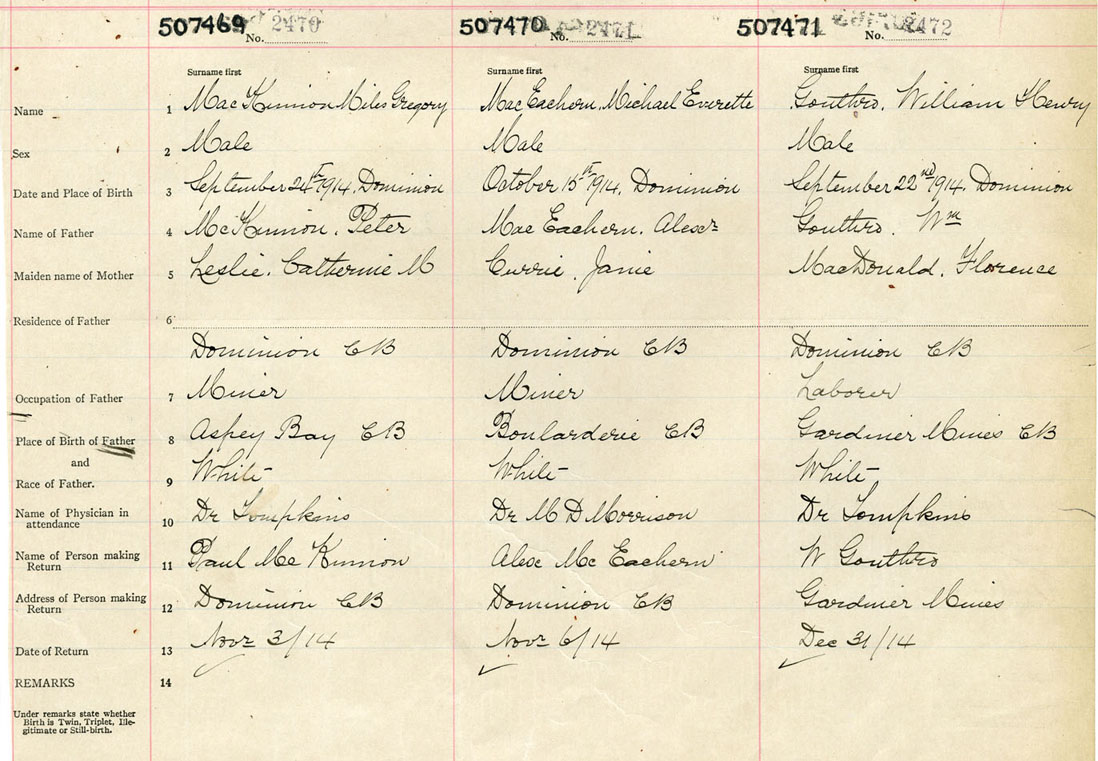 507469 No. 2470 507470 No. 2471 507471 No. 2472
Surname first Surname first Surname first
Name 1 MacKinnon Miles Gregory MacEachern, Michael Everette Gouthro, William Henry
Sex 2 Male Male Male
Date and Place of Birth 3 September 24th 1914, Dominion October 15th 1914, Dominion September 22nd 1914, Dominion
Name of Father 4 McKinnon, Peter MacEachern, Alexr Gouthro, Wm
Maiden name of Mother 5 Leslie, Catherine M Currie, Janie MacDonald, Florence
Residence of Father 6
Dominion CB Dominion CB Dominion CB
Occupation of Father 7 Miner Miner Laborer
Place of Birth of Father 8 Aspey Bay CB Boularderie CB Gardiner Mines CB
and
Race of Father. 9 White White White
Name of Physician in attendance 10 Dr Tompkins Dr M D Morrison Dr Tompkins
Name of Person making Return 11 Paul McKinnon Alex McEachern W Gouthro
Address of Person making Return 12 Dominion CB Dominion CB Gardiner Mines
Date of Return 13 Novr 3/14 Novr 6/14 Dec 31/14
REMARKS 14
Under remarks state whether
Birth is Twin, Triplet, Ille-
gitimate or Still-birth.